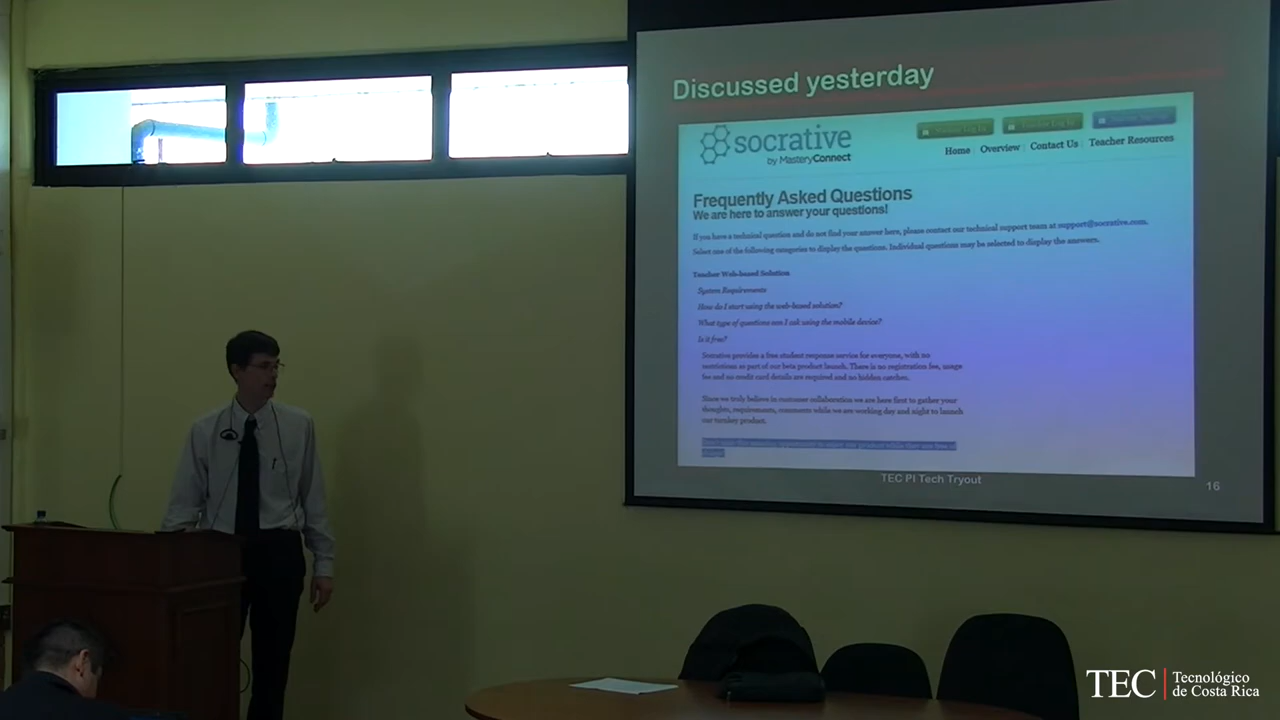 Discussed yesterday
socrative
by MasteryConnect
Home Overview Contact Us Teacher Resources
Frequently Asked Questions
We are here to answer your questions!
If you have a technical question and do not find your answer here, please contact our technical support team at support@socrative.com.
Select one of the following categories to display the questions. Individual questions may be selected to display the answers.
Teacher Web-based Solution
System Requirements
How do I start using the web-based solution?
What type of questions can I ask using the mobile device?
Is it free?
Socrative provides a free student response service for everyone, with no
restrictions as part of our beta product launch. There is no registration fee, usage
fee and no credit card details are required and no hidden catches.
Since we truly believe in customer collaboration we are here first to gather your
thoughts, requirements, comments while we are working day and night to launch
our turnkey product.
TEC PI Tech Tryout
16
TEC | Tecnológico
de Costa Rica